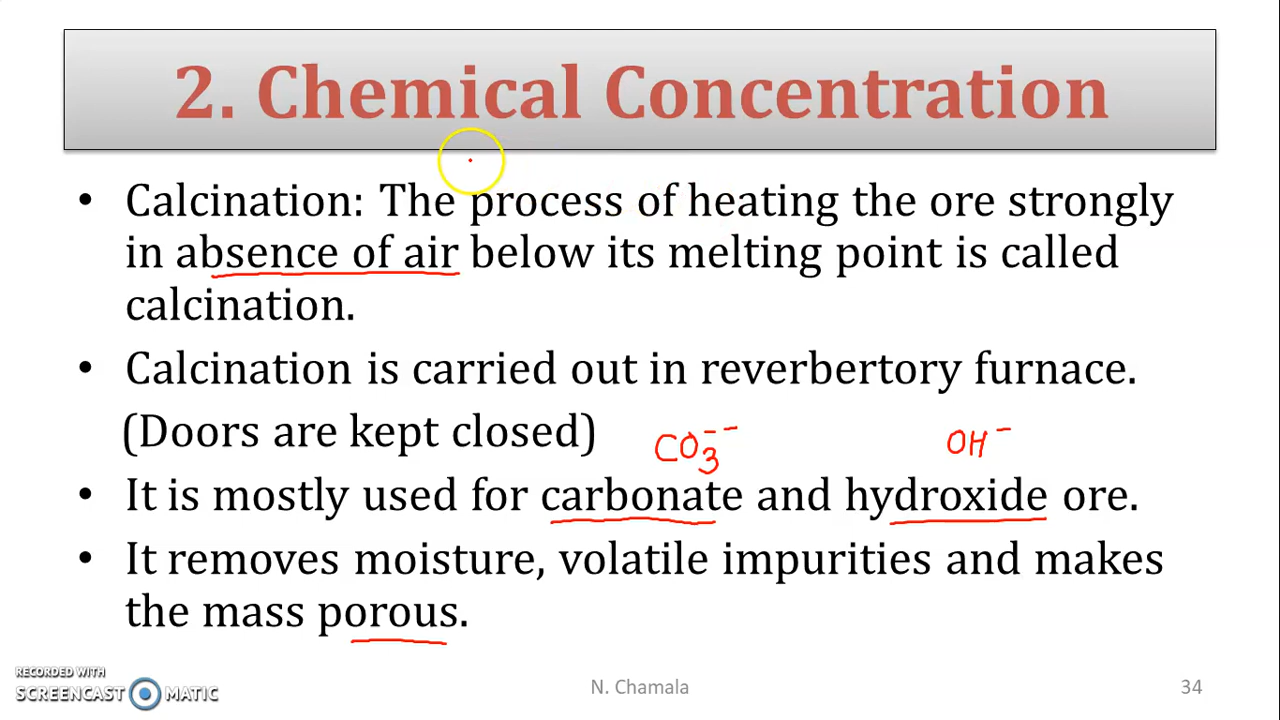 2. Chemical Concentration
• Calcination: The process of heating the ore strongly
in absence of air below its melting point is called
calcination.
• Calcination is carried out in reverbertory furnace.
(Doors are kept closed)
CO₃⁻⁻ OH⁻
• It is mostly used for carbonate and hydroxide ore.
• It removes moisture, volatile impurities and makes
the mass porous.
RECORDED WITH
SCREENCAST MATIC
N. Chamala
34